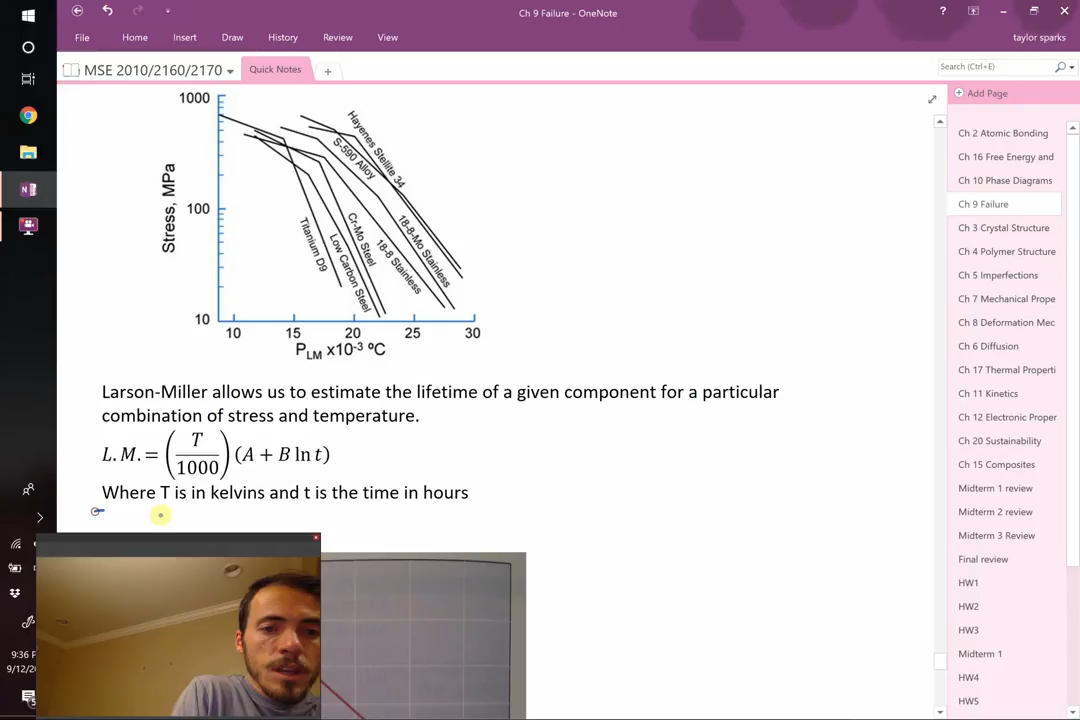 Ch 9 Failure - OneNote
?
File
Home
Insert
Draw
History
Review
View
taylor sparks
MSE 2010/2160/2170
Quick Notes
+
Search (Ctrl+E)
Add Page
Ch 2 Atomic Bonding
Ch 16 Free Energy and
Ch 10 Phase Diagrams
Ch 9 Failure
Ch 3 Crystal Structure
Ch 4 Polymer Structure
Ch 5 Imperfections
Ch 7 Mechanical Prope
Ch 8 Deformation Mec
Ch 6 Diffusion
Ch 17 Thermal Properti
Ch 11 Kinetics
Ch 12 Electronic Proper
Ch 20 Sustainability
Ch 15 Composites
Midterm 1 review
Midterm 2 review
Midterm 3 Review
Final review
HW1
HW2
HW3
Midterm 1
HW4
HW5
1000
100
10
Stress, MPa
Hayenes Stellite 34
S-590 Alloy
18-8-Mo Stainless
18-8 Stainless
Cr-Mo Steel
Low Carbon Steel
Titanium D9
10 15 20 25 30
P_LM x10^-3 ºC
Larson-Miller allows us to estimate the lifetime of a given component for a particular
combination of stress and temperature.
L.M. = (T/1000) (A + B ln t)
Where T is in kelvins and t is the time in hours
9:36 P
9/12/20